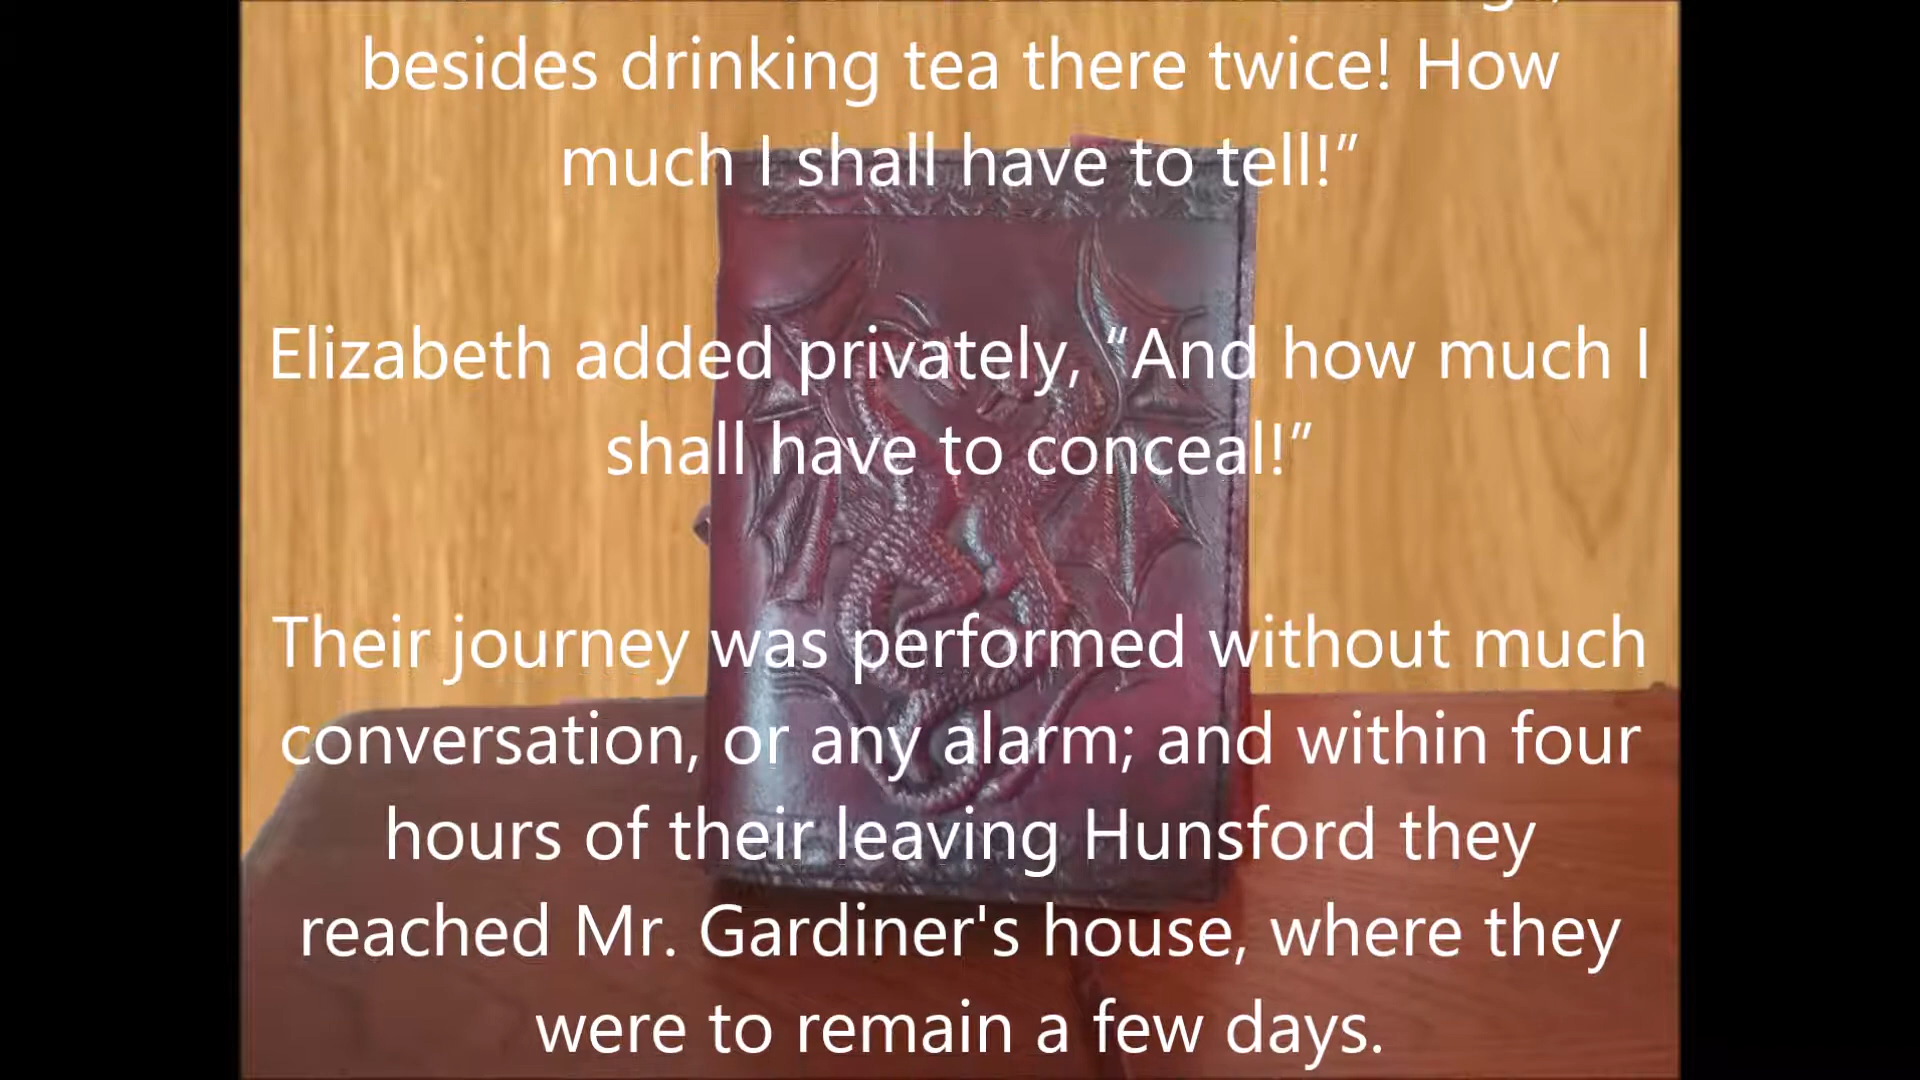 besides drinking tea there twice! How
much I shall have to tell!”
Elizabeth added privately, “And how much I
shall have to conceal!”
Their journey was performed without much
conversation, or any alarm; and within four
hours of their leaving Hunsford they
reached Mr. Gardiner's house, where they
were to remain a few days.